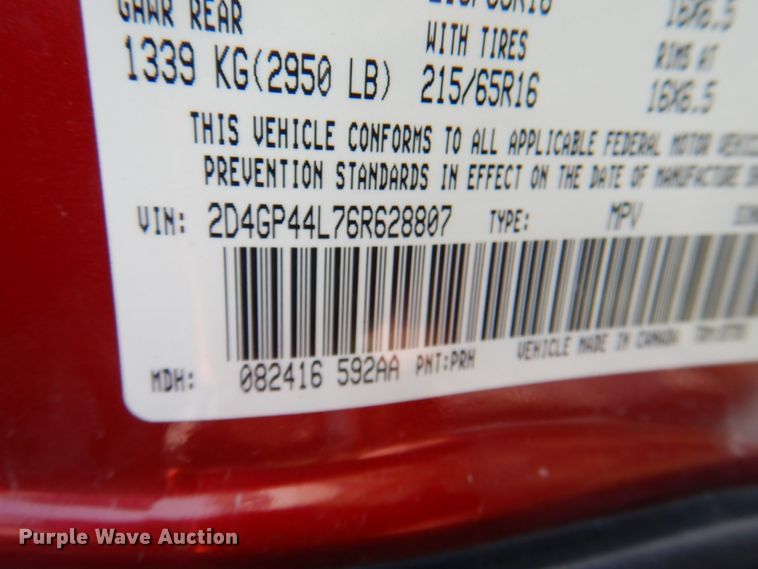 GAWR REAR
WITH TIRES
RIMS AT
1339 KG(2950 LB) 215/65R16 16X6.5
THIS VEHICLE CONFORMS TO ALL APPLICABLE FEDERAL MOTOR
PREVENTION STANDARDS IN EFFECT ON THE DATE OF MANUFACTURE
VIN: 2D4GP44L76R628807 TYPE: MPV
VEHICLE MADE IN CANADA
MDH: 082416 592AA PNT:PRH
Purple Wave Auction